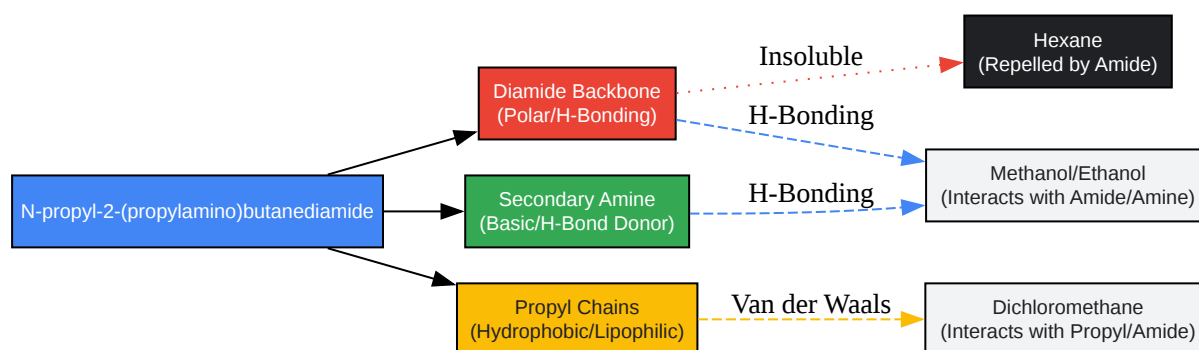 Insoluble
Hexane
(Repelled by Amide)
Diamide Backbone
(Polar/H-Bonding)
H-Bonding
N-propyl-2-(propylamino)butanediamide
Secondary Amine
(Basic/H-Bond Donor)
H-Bonding
Methanol/Ethanol
(Interacts with Amide/Amine)
Propyl Chains
(Hydrophobic/Lipophilic)
Van der Waals
Dichloromethane
(Interacts with Propyl/Amide)